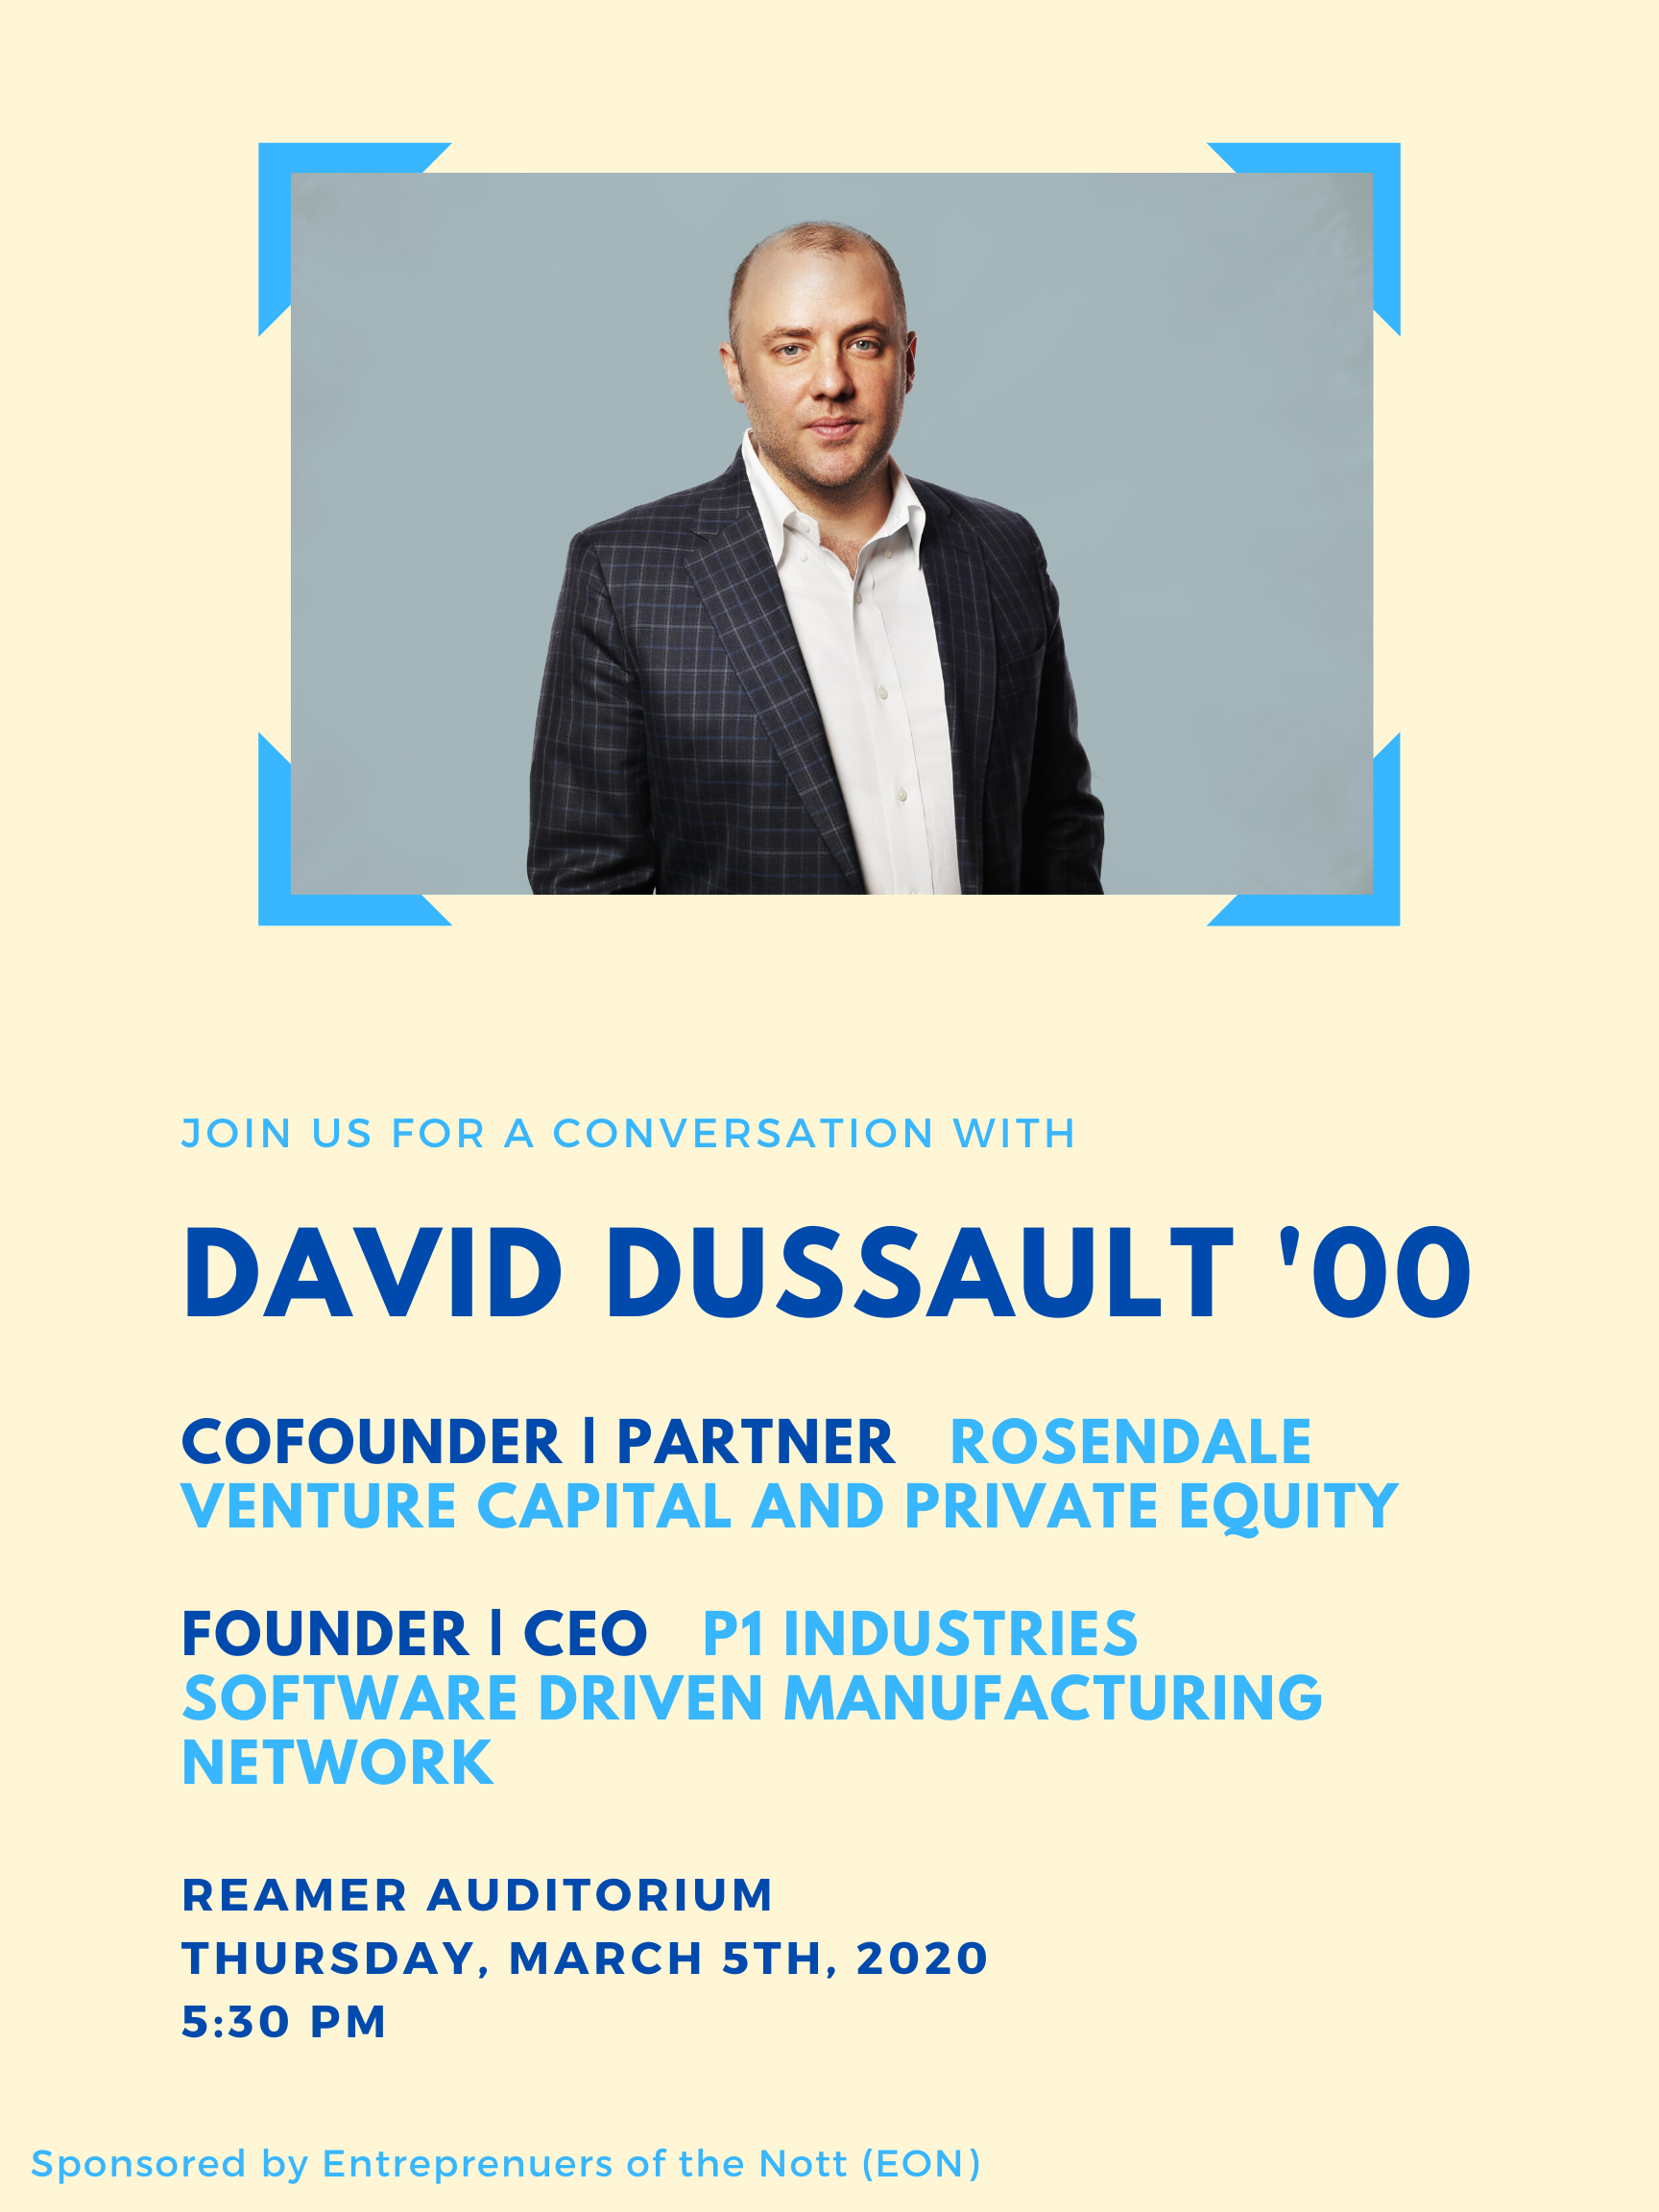 JOIN US FOR A CONVERSATION WITH
DAVID DUSSAULT '00
COFOUNDER | PARTNER ROSENDALE
VENTURE CAPITAL AND PRIVATE EQUITY
FOUNDER | CEO P1 INDUSTRIES
SOFTWARE DRIVEN MANUFACTURING
NETWORK
REAMER AUDITORIUM
THURSDAY, MARCH 5TH, 2020
5:30 PM
Sponsored by Entreprenuers of the Nott (EON)